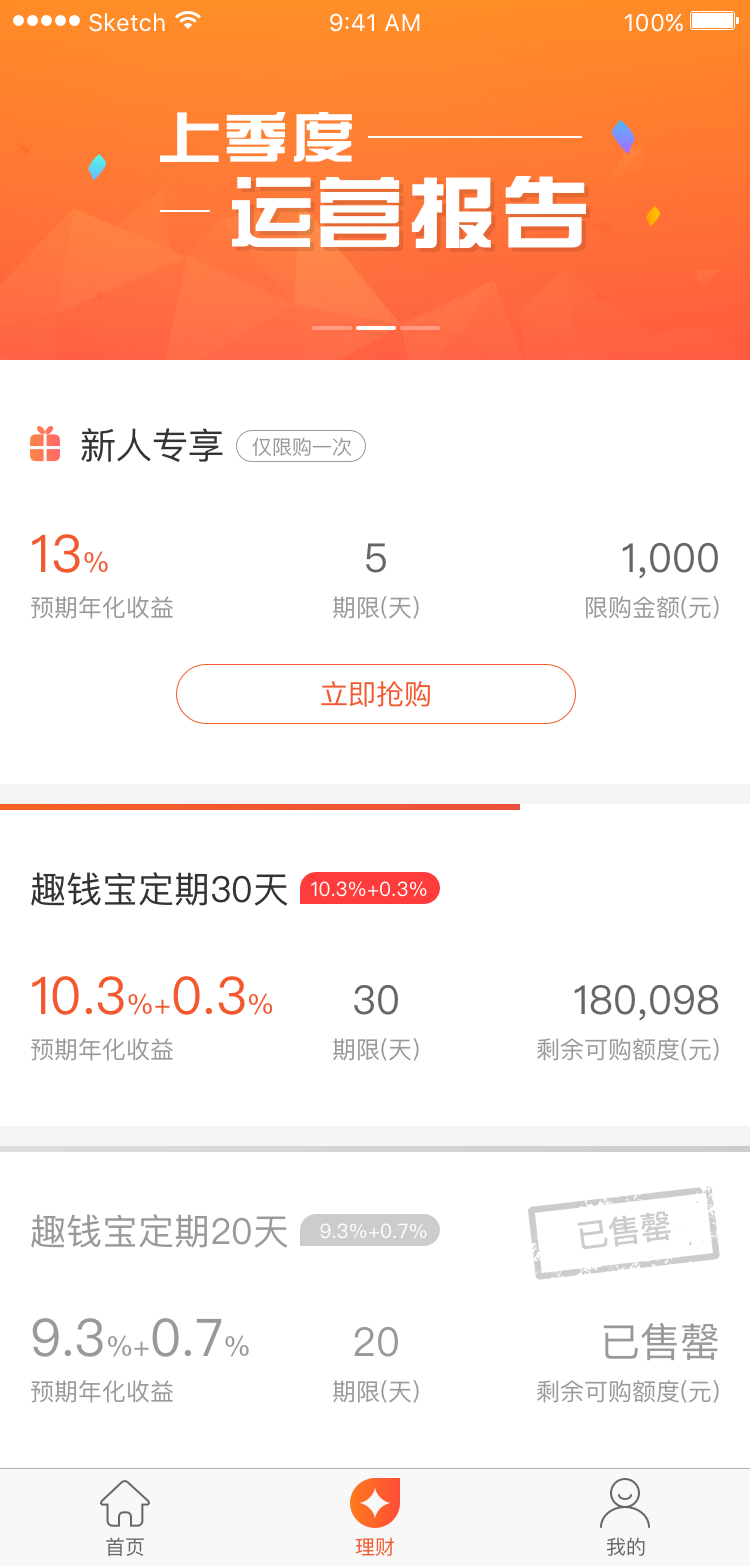 Sketch 9:41 AM 100%
上季度
运营报告
新人专享 仅限购一次
13% 5 1,000
预期年化收益 期限(天) 限购金额(元)
立即抢购
趣钱宝定期30天 10.3%+0.3%
10.3%+0.3% 30 180,098
预期年化收益 期限(天) 剩余可购额度(元)
趣钱宝定期20天 9.3%+0.7% 已售罄
9.3%+0.7% 20 已售罄
预期年化收益 期限(天) 剩余可购额度(元)
首页 理财 我的